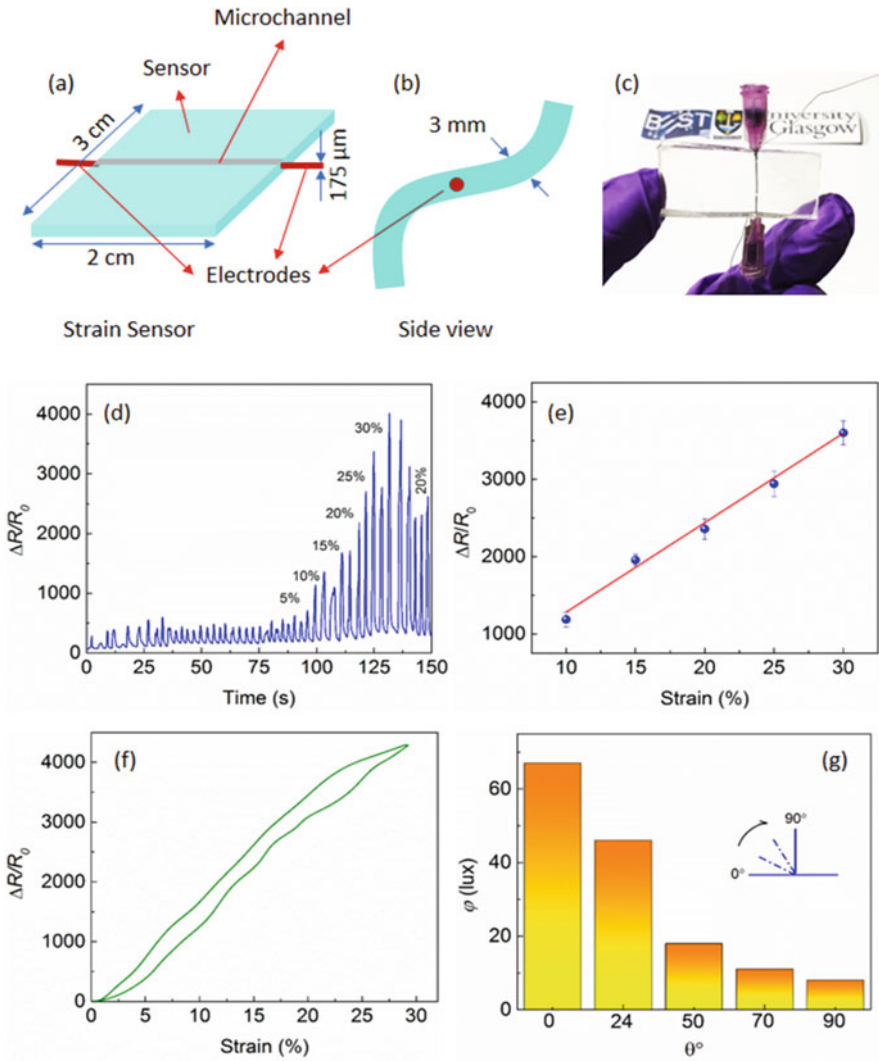 Microchannel
(a)
Sensor
3 cm
175 µm
2 cm
Electrodes
Strain Sensor
(b)
3 mm
Side view
(c)
BEST
University
Glasgow
(d)
ΔR/R0
4000
3000
2000
1000
0
5%
10%
15%
20%
25%
30%
20%
0 25 50 75 100 125 150
Time (s)
(e)
ΔR/R0
4000
3000
2000
1000
10 15 20 25 30
Strain (%)
(f)
ΔR/R0
4000
3000
2000
1000
0
0 5 10 15 20 25 30
Strain (%)
(g)
φ (lux)
60
40
20
0
90°
0°
0 24 50 70 90
θ°